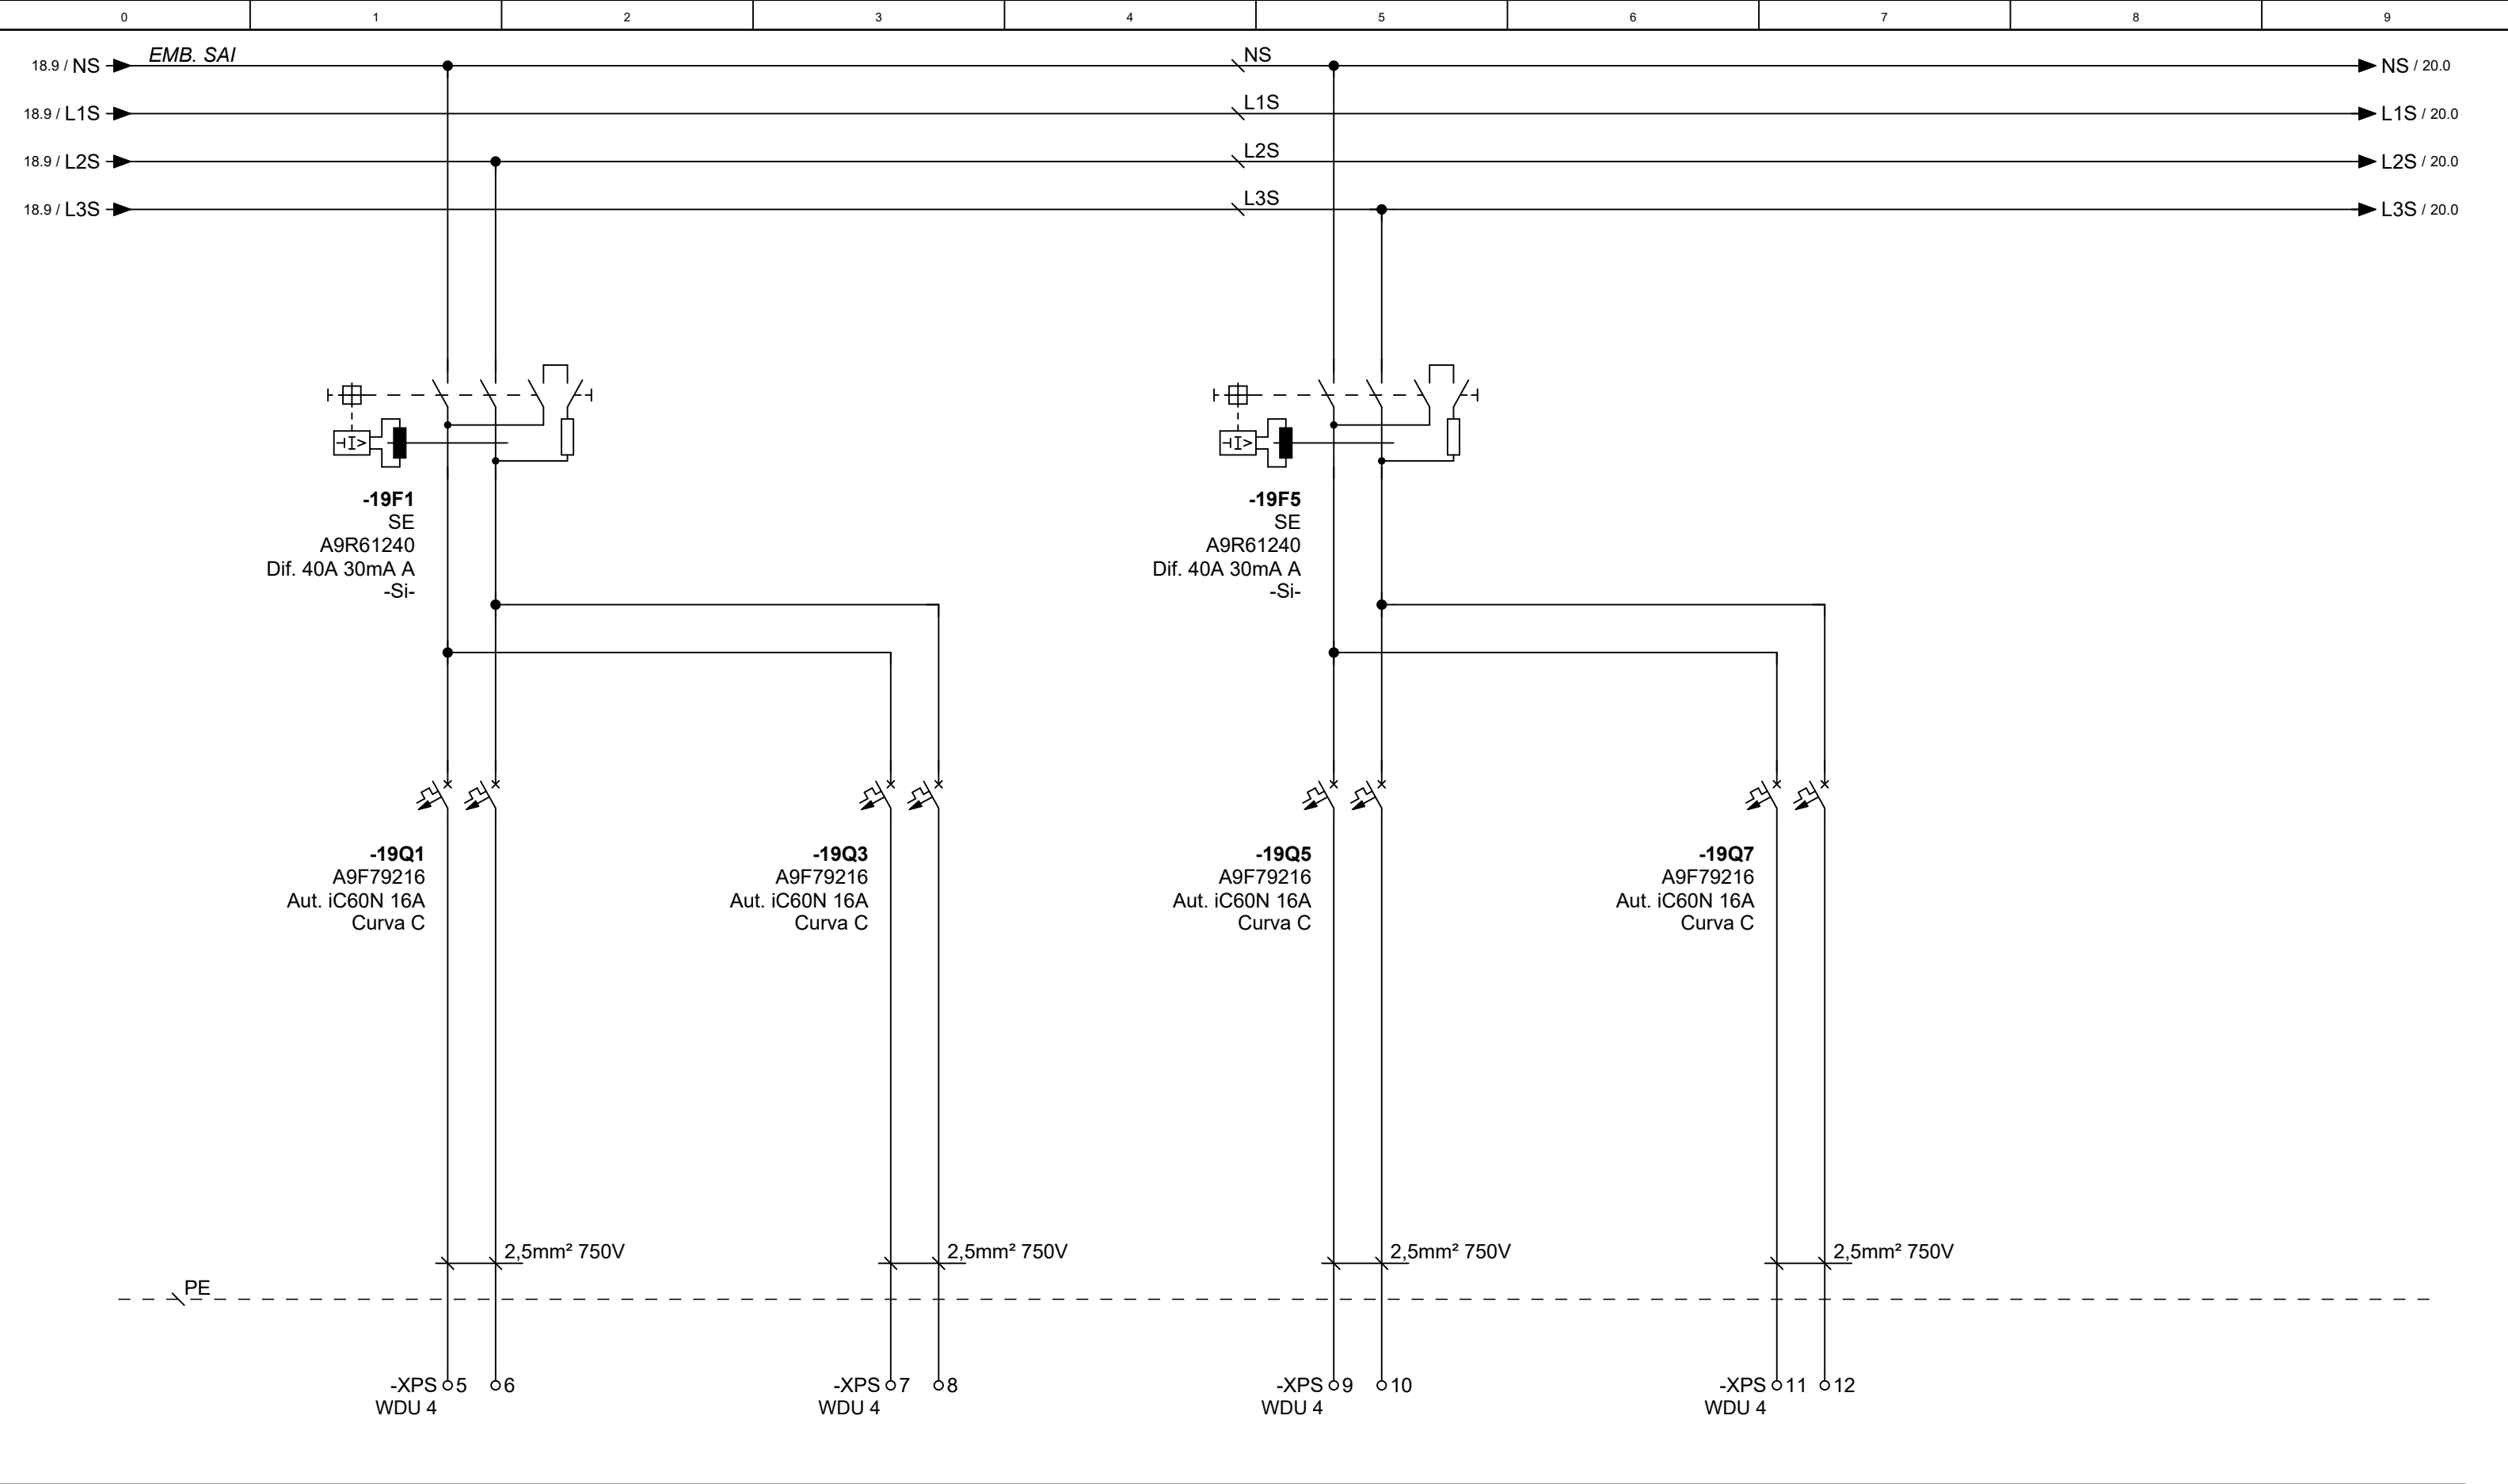 0 1 2 3 4 5 6 7 8 9
EMB. SAI
18.9 / NS NS NS / 20.0
18.9 / L1S L1S L1S / 20.0
18.9 / L2S L2S L2S / 20.0
18.9 / L3S L3S L3S / 20.0
I> I>
-19F1 -19F5
SE SE
A9R61240 A9R61240
Dif. 40A 30mA A Dif. 40A 30mA A
-Si- -Si-
-19Q1 -19Q3 -19Q5 -19Q7
A9F79216 A9F79216 A9F79216 A9F79216
Aut. iC60N 16A Aut. iC60N 16A Aut. iC60N 16A Aut. iC60N 16A
Curva C Curva C Curva C Curva C
2,5mm² 750V 2,5mm² 750V 2,5mm² 750V 2,5mm² 750V
PE
-XPS 5 6 -XPS 7 8 -XPS 9 10 -XPS 11 12
WDU 4 WDU 4 WDU 4 WDU 4